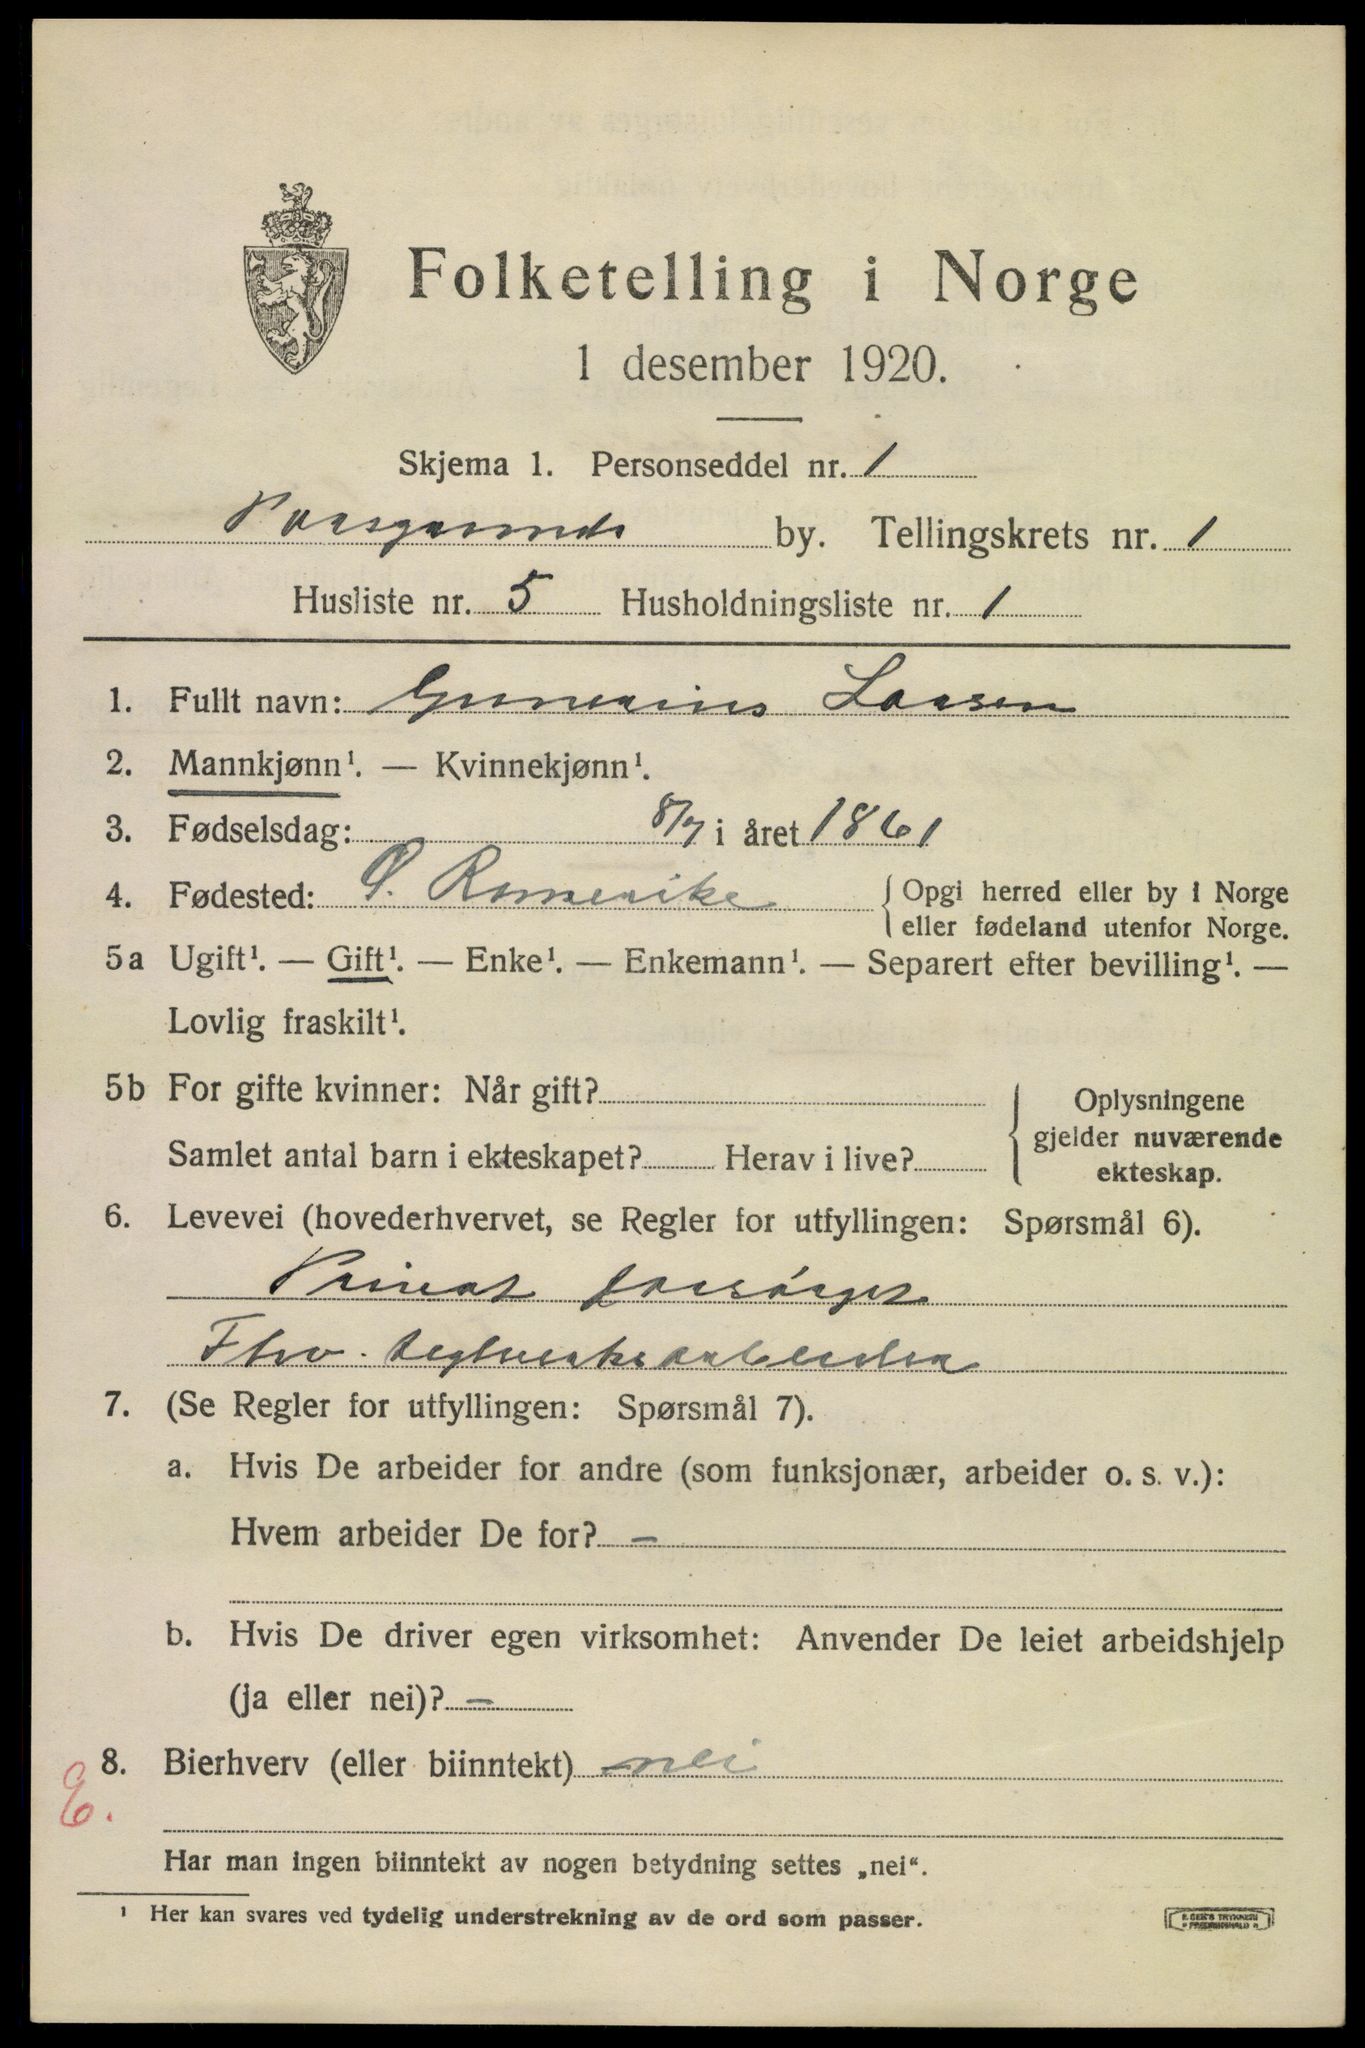 Folketelling i Norge
1 desember 1920.
Skjema 1. Personseddel nr. 1
Porsgrunds by. Tellingskrets nr. 1
Husliste nr. 5 Husholdningsliste nr. 1
1. Fullt navn: Gunerius Larsen
2. Mannkjønn¹. — Kvinnekjønn¹.
3. Fødselsdag: 8/7 i året 1861
4. Fødested: Ø. Romerike { Opgi herred eller by i Norge
eller fødeland utenfor Norge.
5a Ugift¹. — Gift¹. — Enke¹. — Enkemann¹. — Separert efter bevilling¹. —
Lovlig fraskilt¹.
5b For gifte kvinner: Når gift?
Samlet antal barn i ekteskapet? Herav i live?
Oplysningene
gjelder nuværende
ekteskap.
6. Levevei (hovederhvervet, se Regler for utfyllingen: Spørsmål 6).
Privat forsørget
Fhv. teglverksarbeider
7. (Se Regler for utfyllingen: Spørsmål 7).
a. Hvis De arbeider for andre (som funksjonær, arbeider o. s. v.):
Hvem arbeider De for? —
b. Hvis De driver egen virksomhet: Anvender De leiet arbeidshjelp
(ja eller nei)? —
8. Bierhverv (eller biinntekt) nei
Har man ingen biinntekt av nogen betydning settes „nei“.
¹ Her kan svares ved tydelig understrekning av de ord som passer.